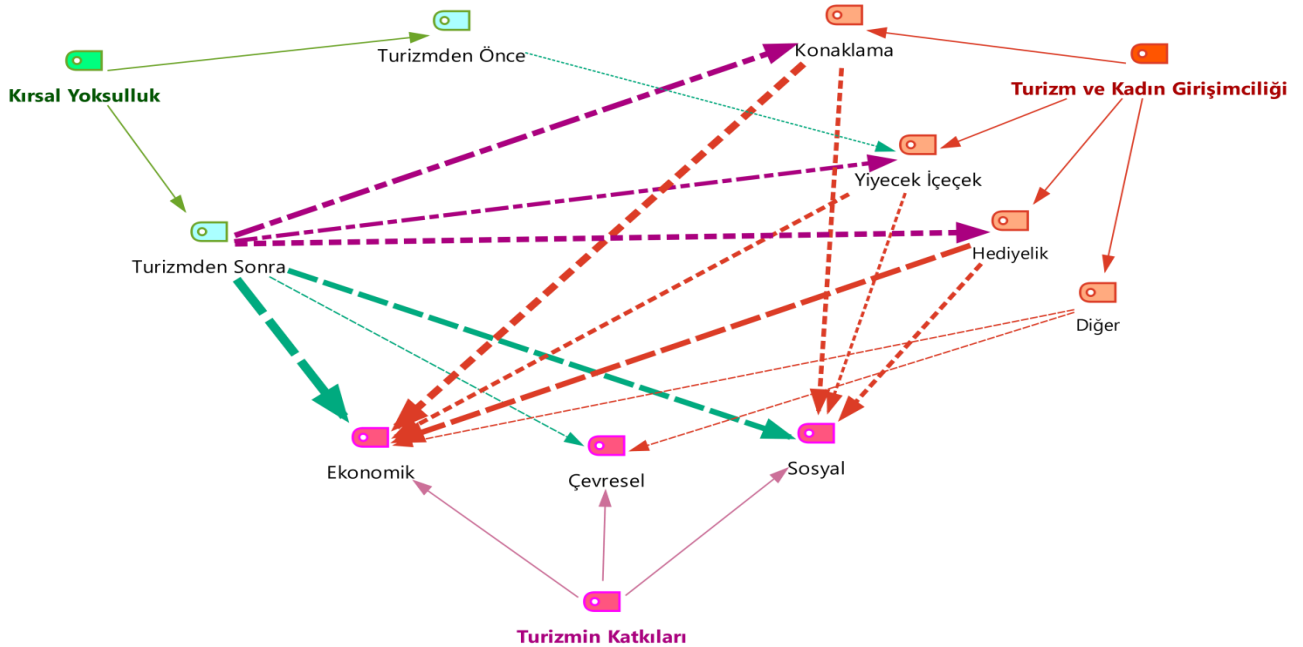 Turizmden Önce
Konaklama
Kırsal Yoksulluk
Turizm ve Kadın Girişimciliği
Yiyecek İçeçek
Hediyelik
Turizmden Sonra
Diğer
Ekonomik
Çevresel
Sosyal
Turizmin Katkıları